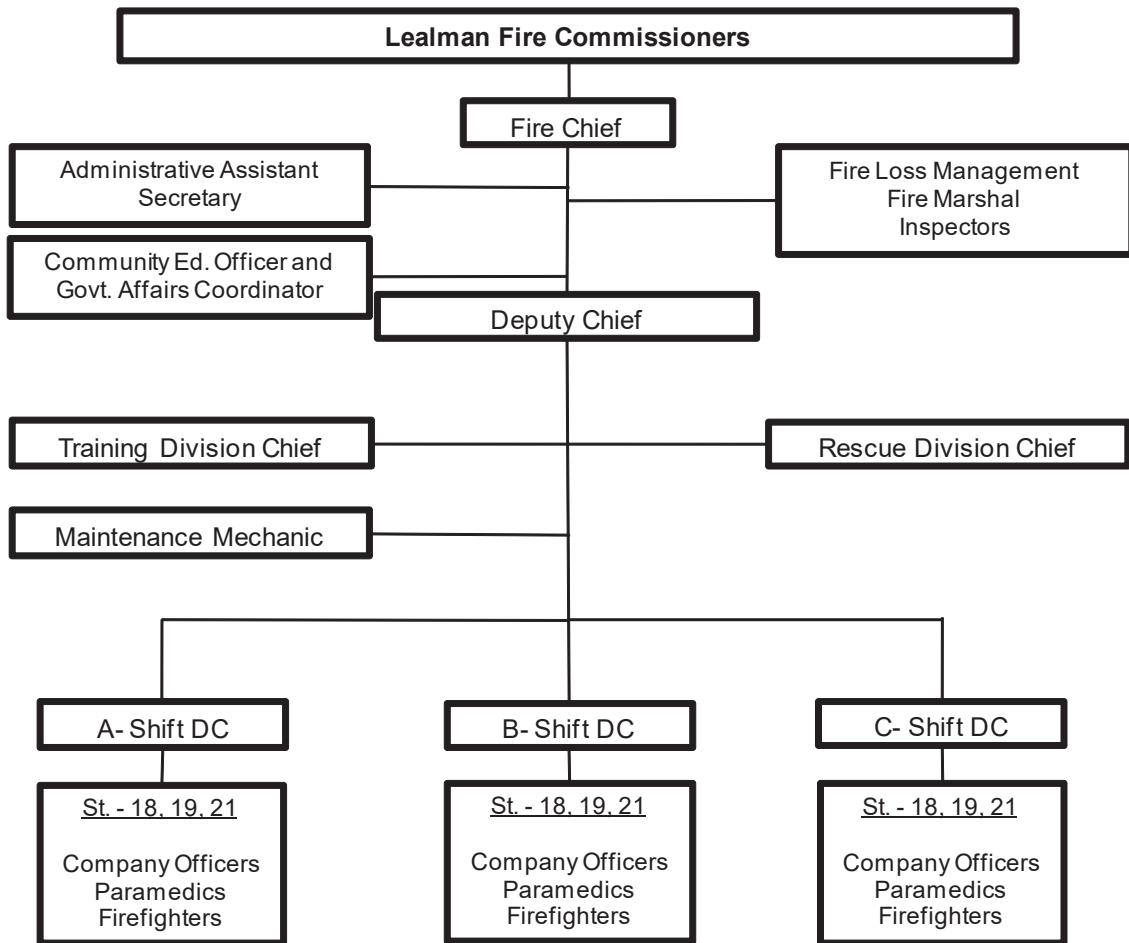 Lealman Fire Commissioners
Fire Chief
Administrative Assistant
Secretary
Fire Loss Management
Fire Marshal
Inspectors
Community Ed. Officer and
Govt. Affairs Coordinator
Deputy Chief
Training Division Chief
Rescue Division Chief
Maintenance Mechanic
A- Shift DC
B- Shift DC
C- Shift DC
St. - 18, 19, 21
Company Officers
Paramedics
Firefighters
St. - 18, 19, 21
Company Officers
Paramedics
Firefighters
St. - 18, 19, 21
Company Officers
Paramedics
Firefighters